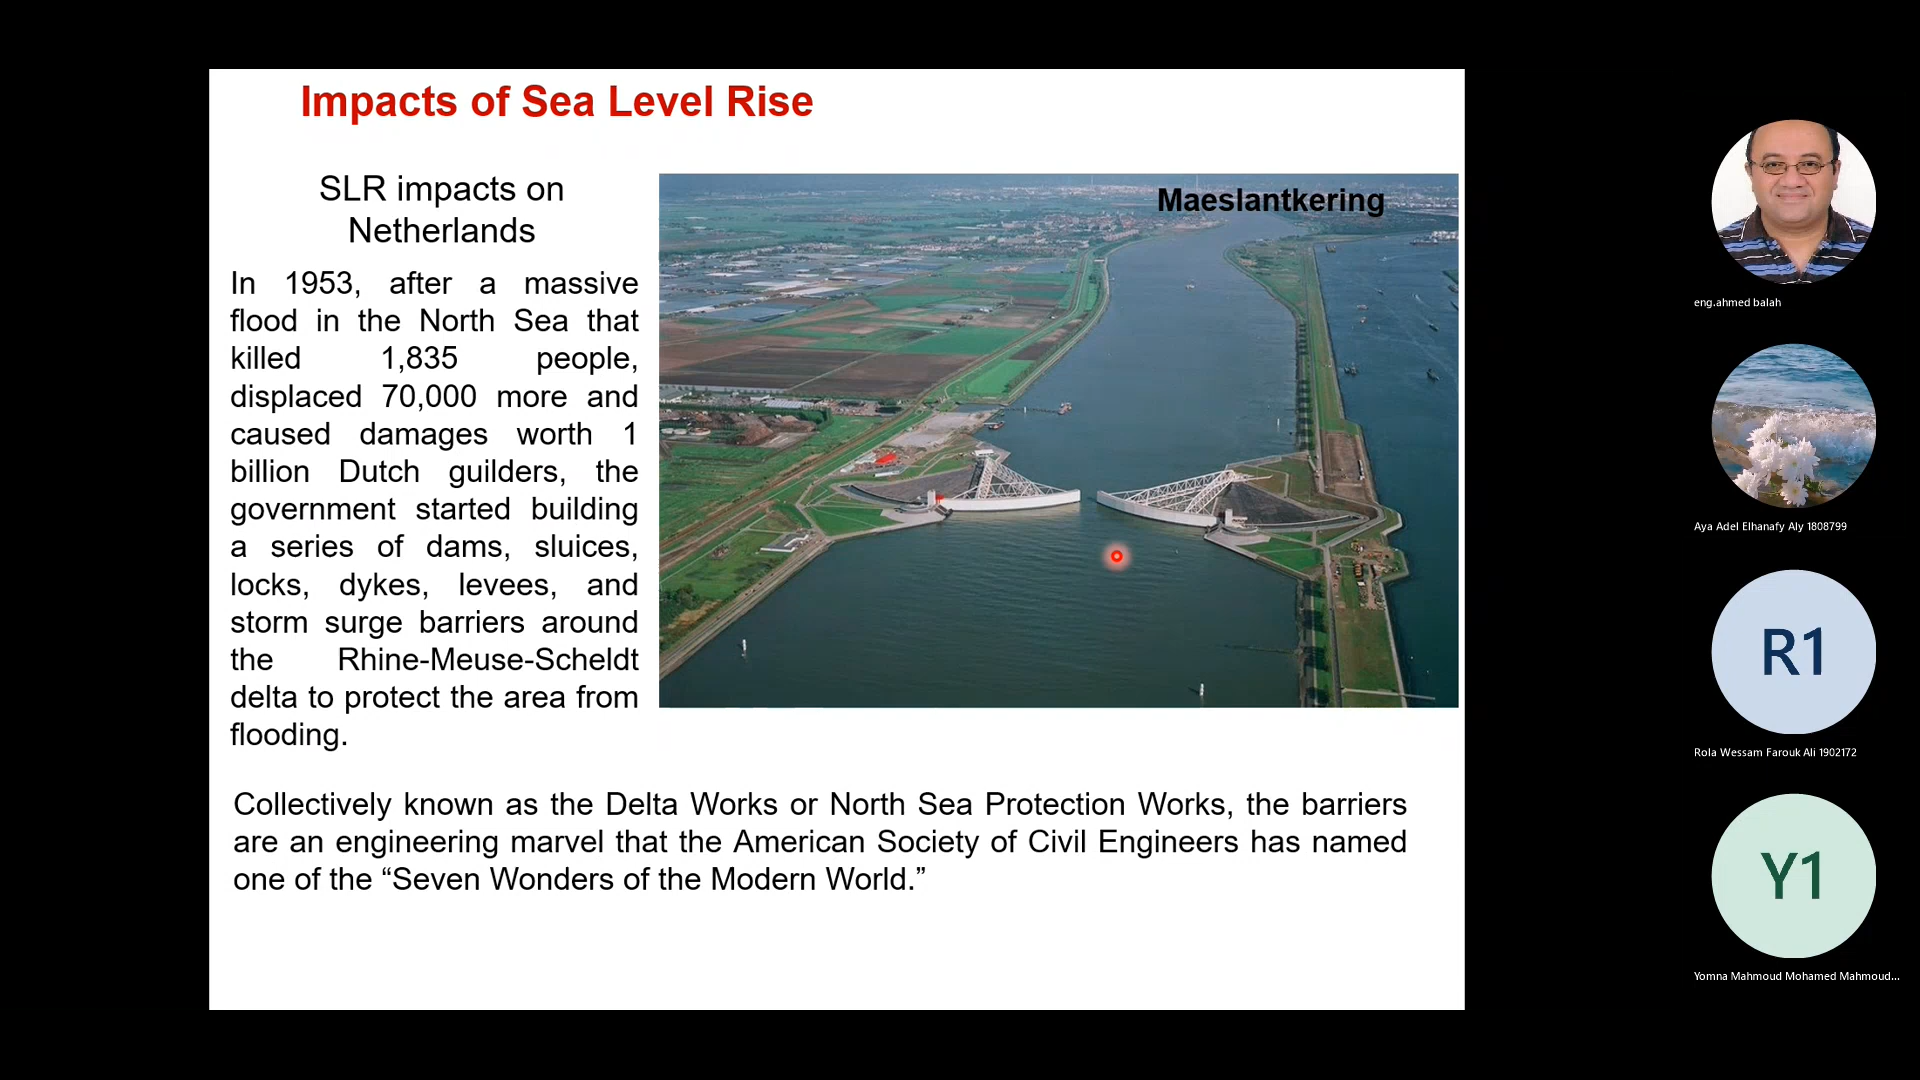 Impacts of Sea Level Rise
SLR impacts on
Netherlands
In 1953, after a massive
flood in the North Sea that
killed 1,835 people,
displaced 70,000 more and
caused damages worth 1
billion Dutch guilders, the
government started building
a series of dams, sluices,
locks, dykes, levees, and
storm surge barriers around
the Rhine-Meuse-Scheldt
delta to protect the area from
flooding.
Maeslantkering
Collectively known as the Delta Works or North Sea Protection Works, the barriers
are an engineering marvel that the American Society of Civil Engineers has named
one of the “Seven Wonders of the Modern World.”
eng.ahmed balah
Aya Adel Elhanafy Aly 1808799
R1
Rola Wessam Farouk Ali 1902172
Y1
Yomna Mahmoud Mohamed Mahmoud...